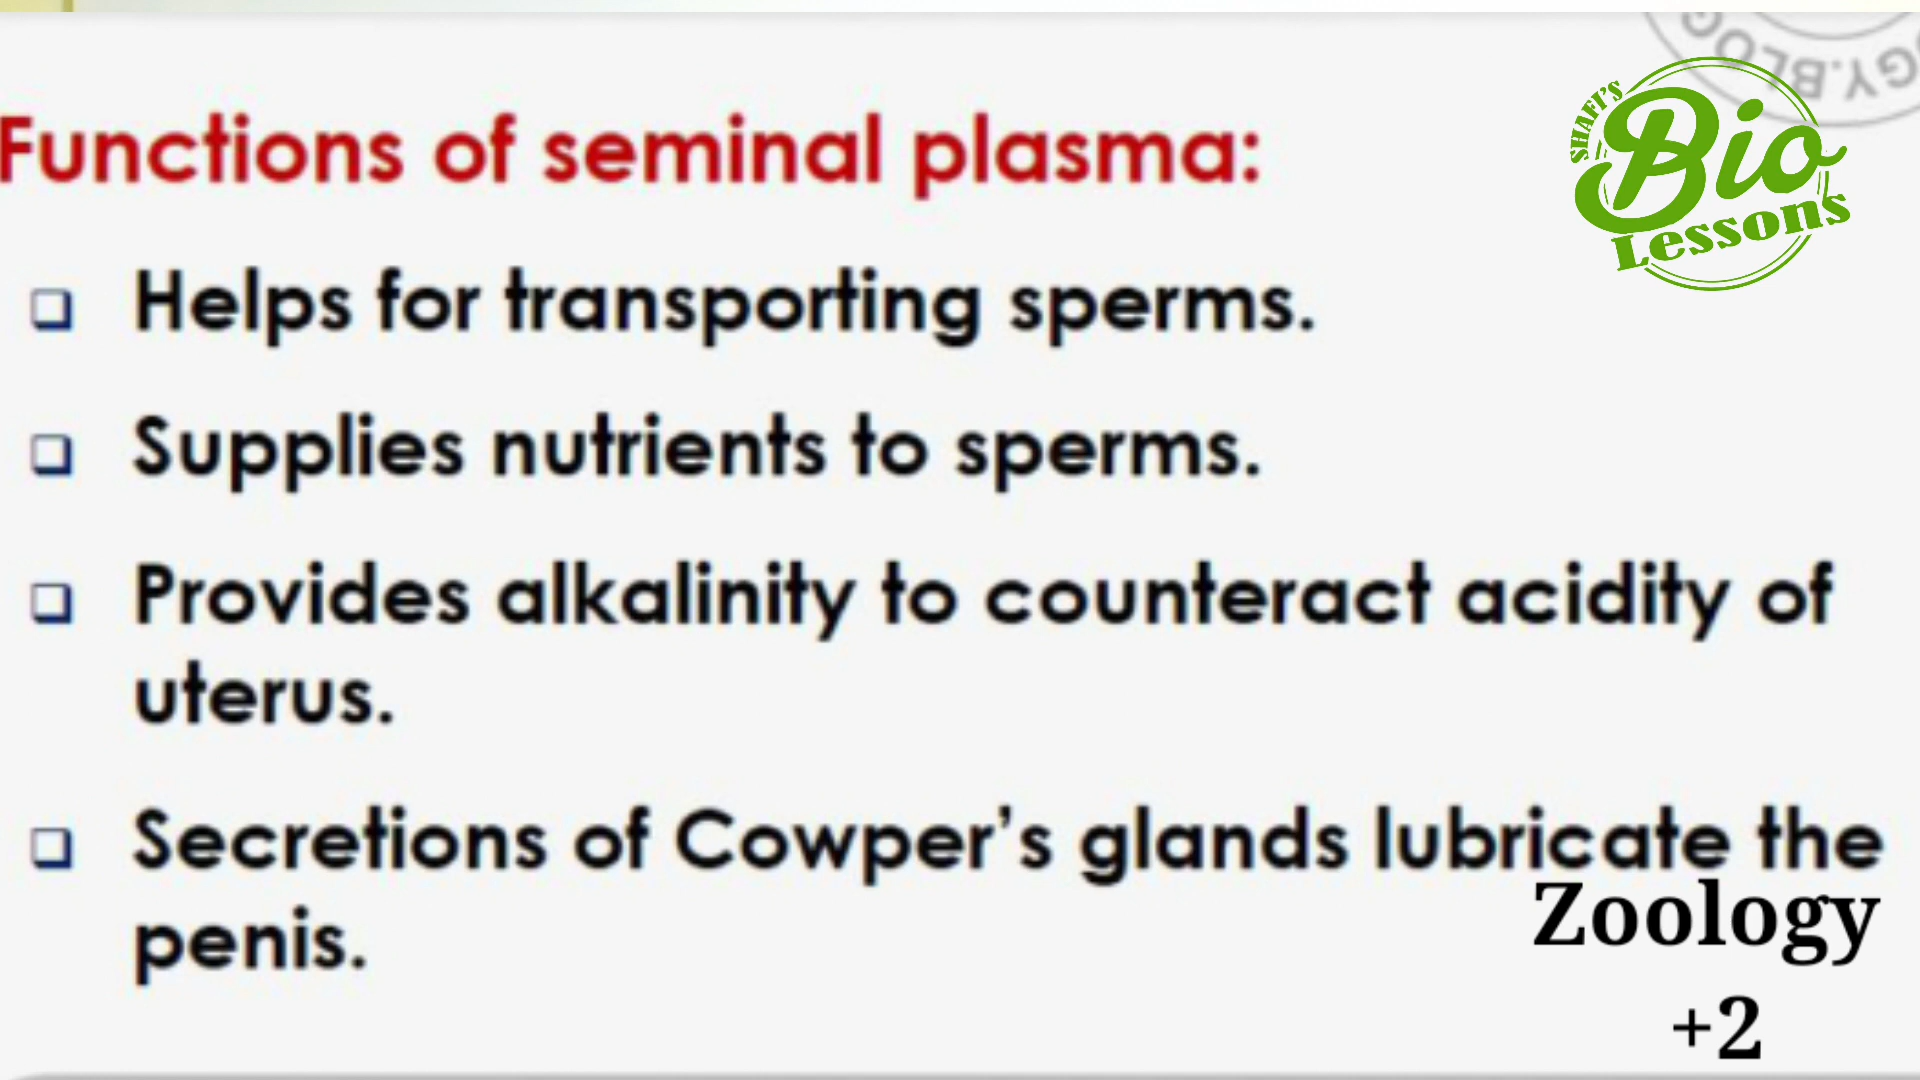 Functions of seminal plasma:
❑ Helps for transporting sperms.
❑ Supplies nutrients to sperms.
❑ Provides alkalinity to counteract acidity of
uterus.
❑ Secretions of Cowper’s glands lubricate the
penis.
SHAFI'S
Bio
Lessons
Zoology
+2